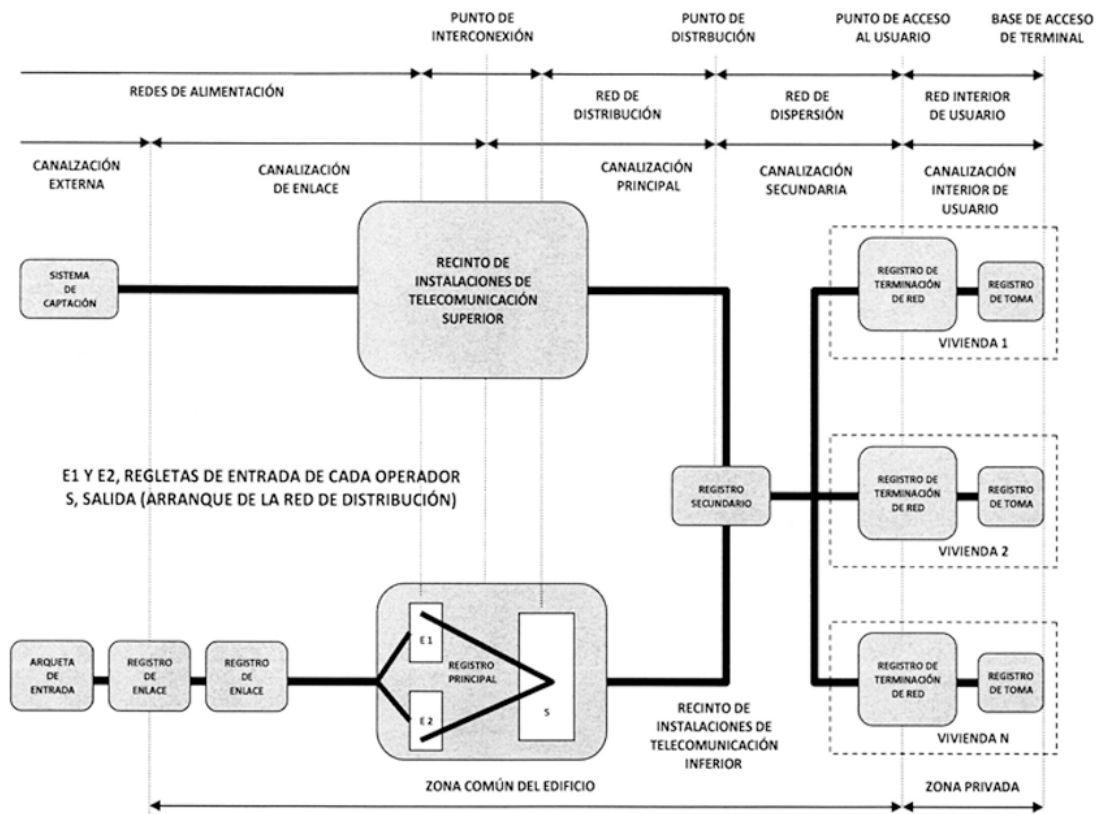 PUNTO DE
INTERCONEXIÓN
PUNTO DE
DISTRBUCIÓN
PUNTO DE ACCESO
AL USUARIO
BASE DE ACCESO
DE TERMINAL
REDES DE ALIMENTACIÓN
RED DE
DISTRIBUCIÓN
RED DE
DISPERSIÓN
RED INTERIOR
DE USUARIO
CANALZACIÓN
EXTERNA
CANALIZACIÓN
DE ENLACE
CANALIZACIÓN
PRINCIPAL
CANALIZACIÓN
SECUNDARIA
CANALIZACIÓN
INTERIOR DE
USUARIO
SISTEMA
DE
CAPTACIÓN
RECINTO DE
INSTALACIONES DE
TELECOMUNICACIÓN
SUPERIOR
REGISTRO DE
TERMINACIÓN
DE RED
REGISTRO
DE TOMA
VIVIENDA 1
E1 Y E2, REGLETAS DE ENTRADA DE CADA OPERADOR
S, SALIDA (ARRANQUE DE LA RED DE DISTRIBUCIÓN)
REGISTRO
SECUNDARIO
REGISTRO DE
TERMINACIÓN
DE RED
REGISTRO
DE TOMA
VIVIENDA 2
ARQUETA
DE
ENTRADA
REGISTRO
DE
ENLACE
REGISTRO
DE
ENLACE
E 1
REGISTRO
PRINCIPAL
E 2
S
RECINTO DE
INSTALACIONES DE
TELECOMUNICACIÓN
INFERIOR
REGISTRO DE
TERMINACIÓN
DE RED
REGISTRO
DE TOMA
VIVIENDA N
ZONA COMÚN DEL EDIFICIO
ZONA PRIVADA